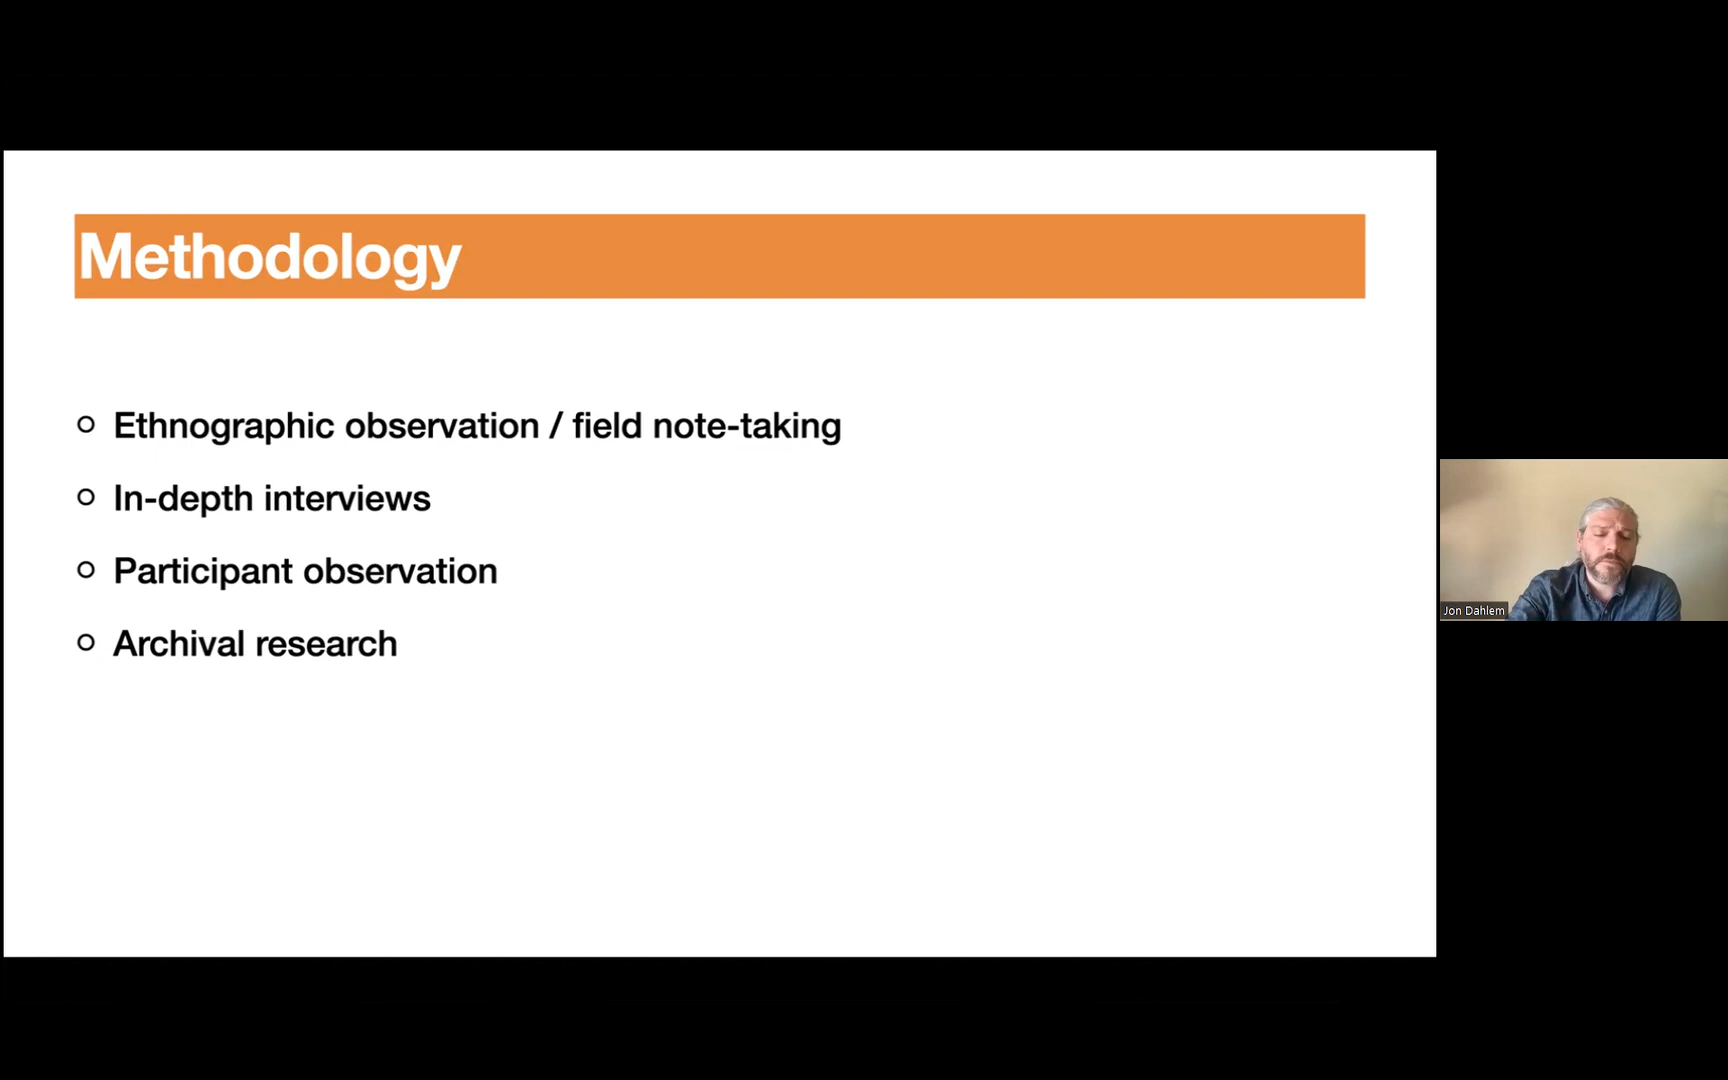 Methodology
Ethnographic observation / field note-taking
In-depth interviews
Participant observation
Archival research
Jon Dahlem